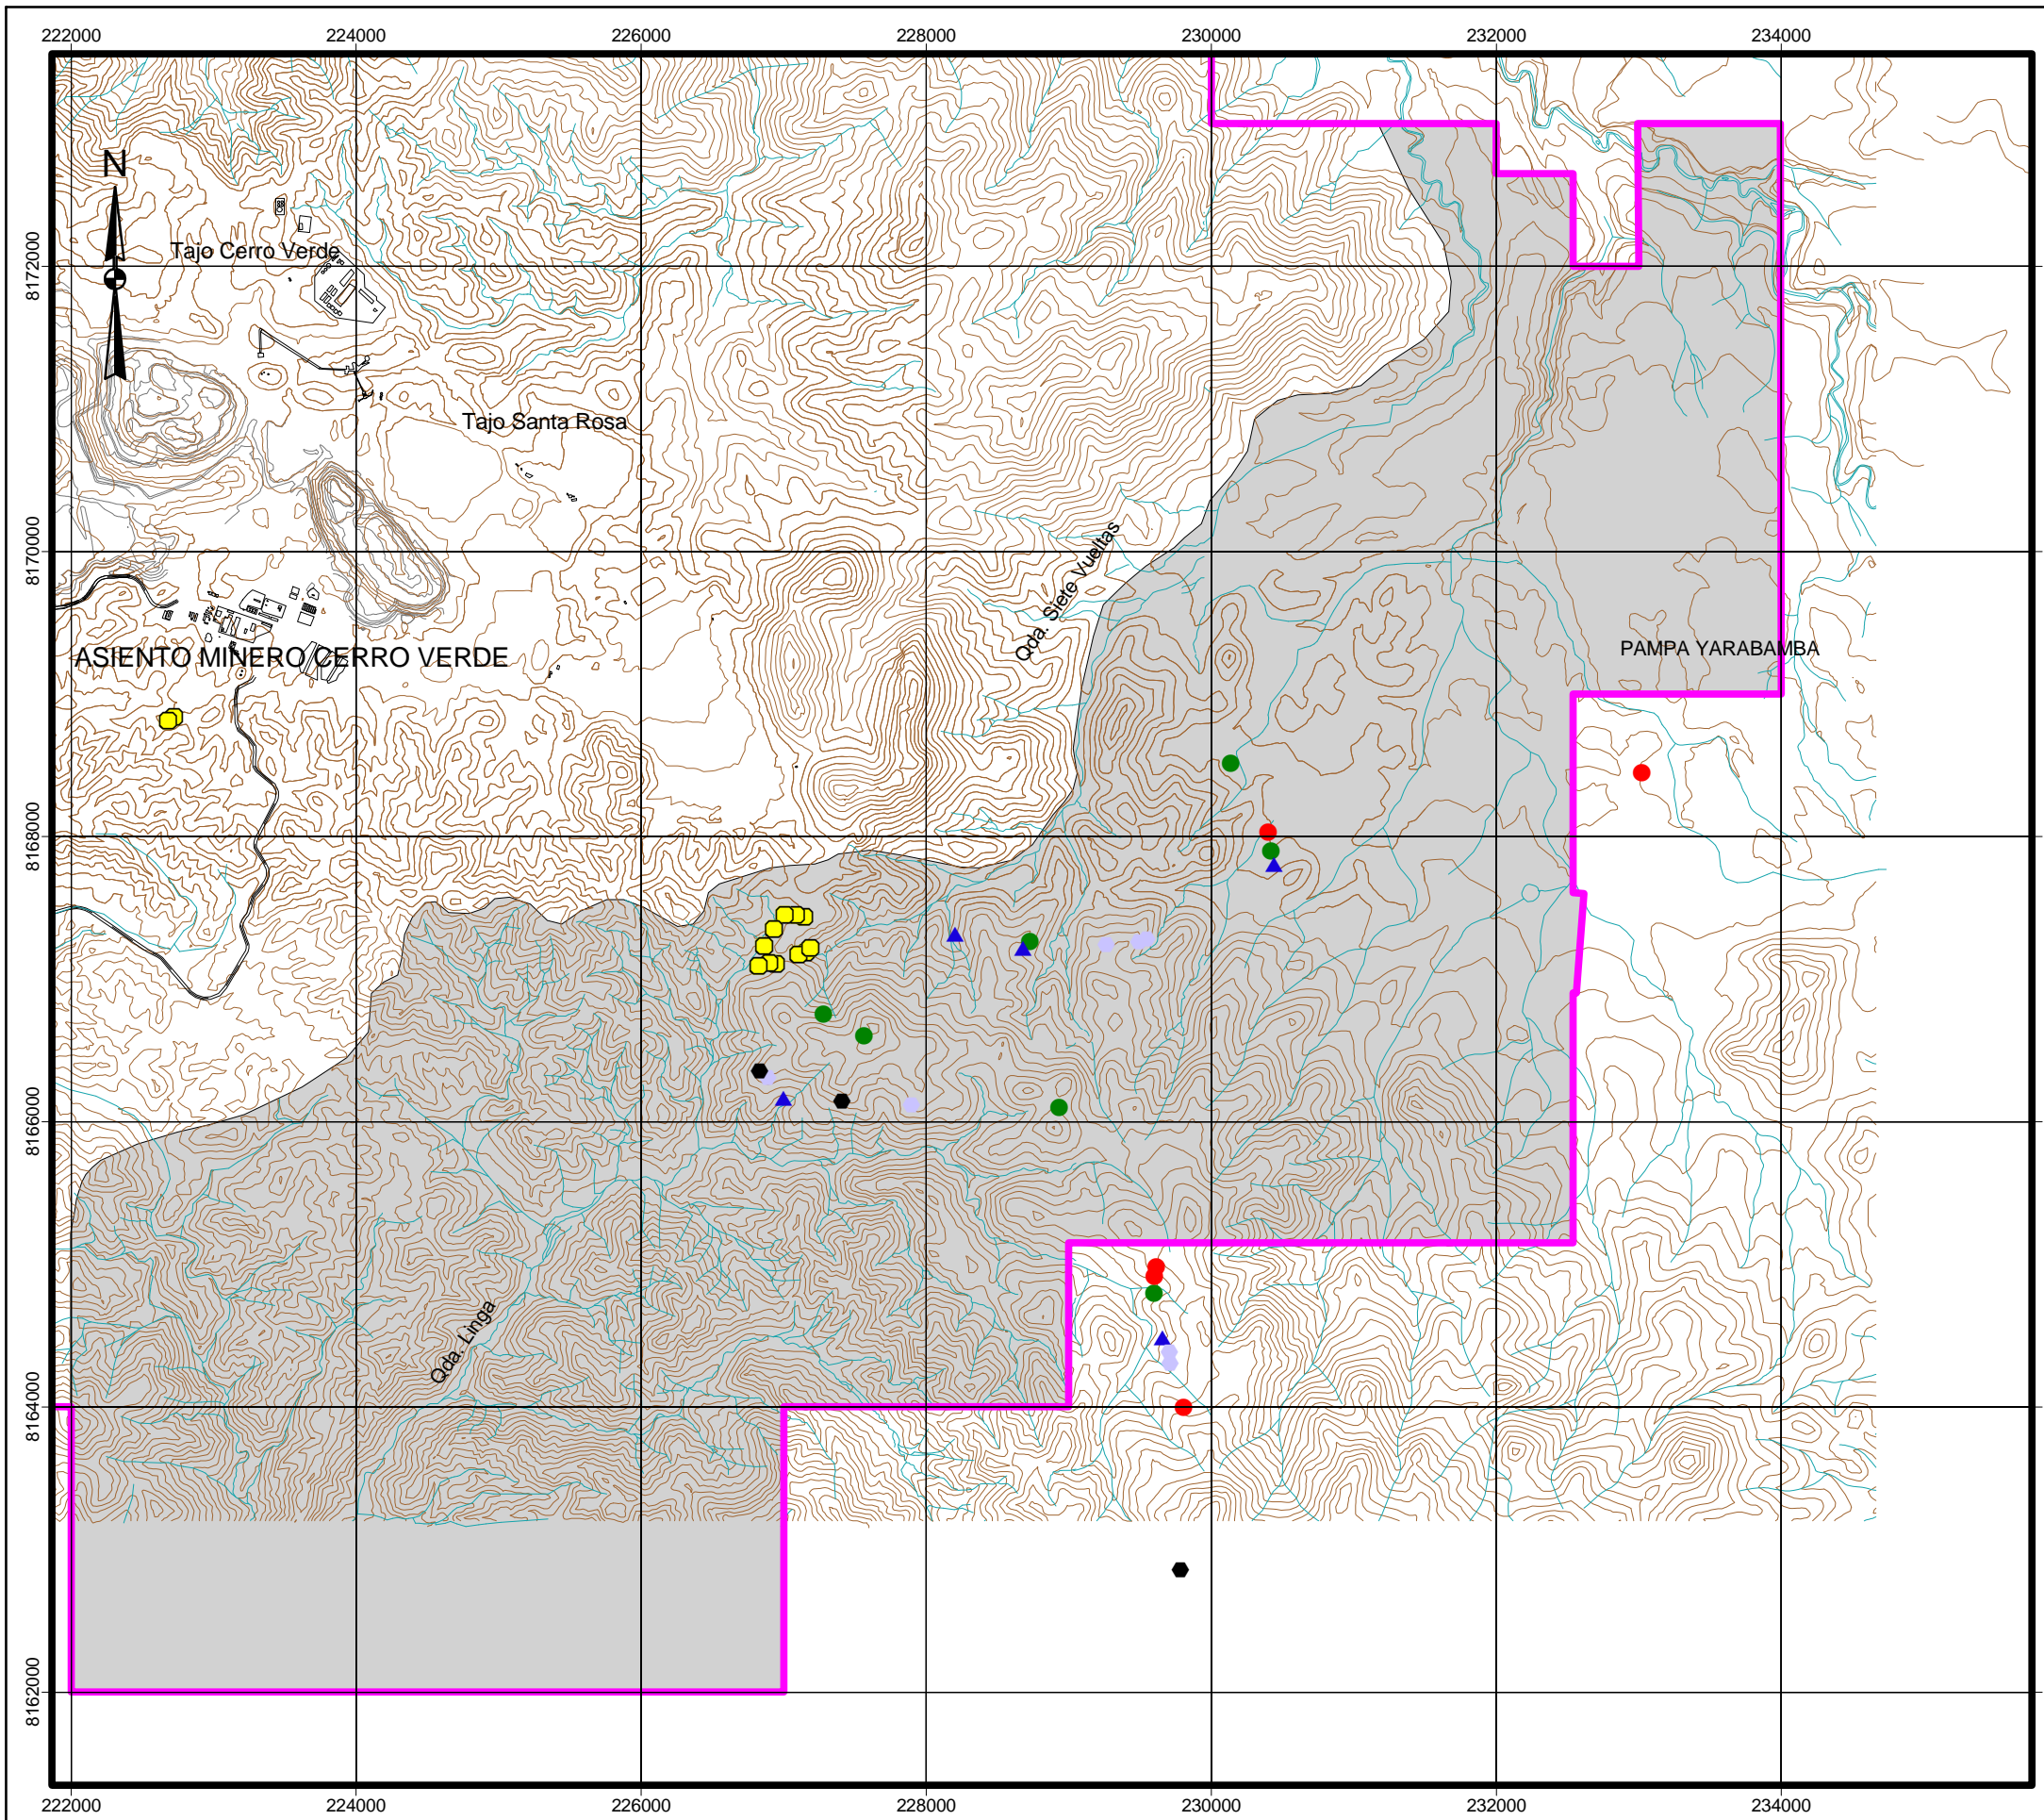 222000 224000 226000 228000 230000 232000 234000
N
8172000
Tajo Cerro Verde
Tajo Santa Rosa
8170000
Qda. Siete Vueltas
ASIENTO MINERO CERRO VERDE
PAMPA YARABAMBA
8168000
8166000
Qda. Linga
8164000
8162000
222000 224000 226000 228000 230000 232000 234000